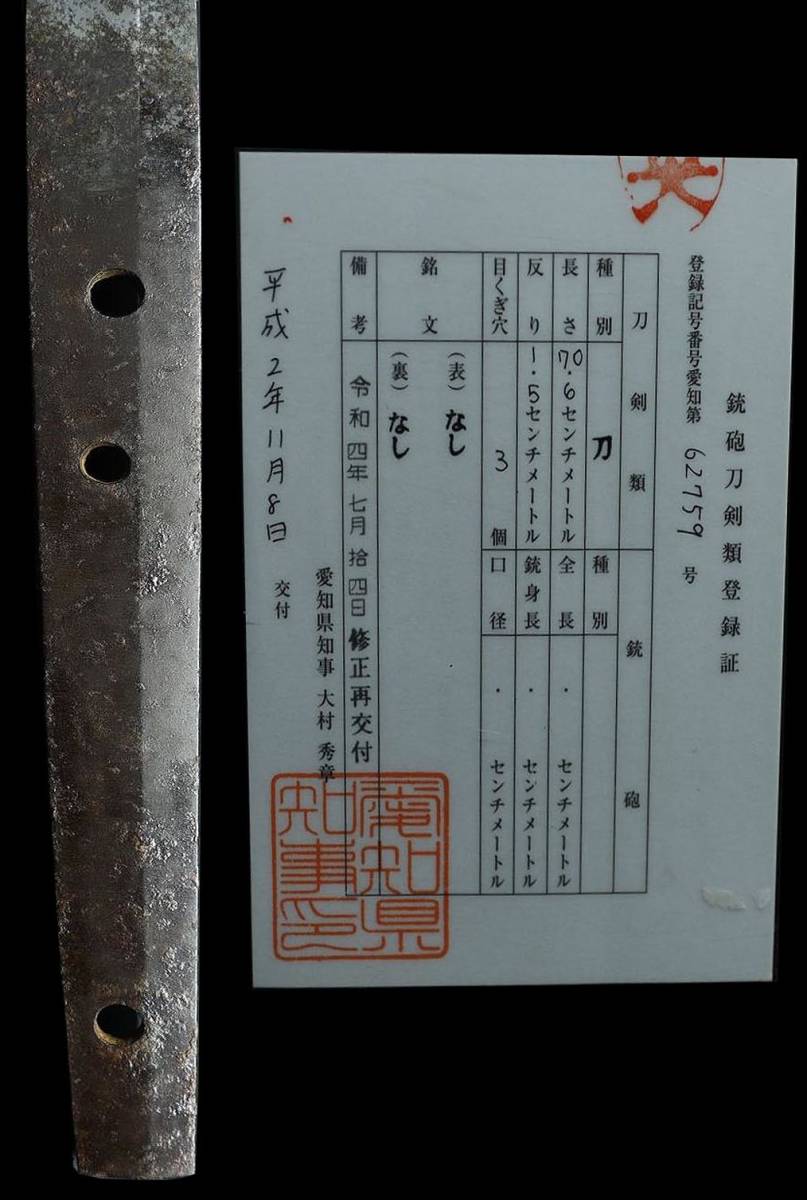 銃砲刀剣類登録証
登録記号番号愛知第 62759 号
刀剣類
銃砲
種別 刀
種別
長さ 70.6センチメートル
全長 ・ センチメートル
反り 1.5センチメートル
銃身長 ・ センチメートル
目くぎ穴 3個
口径 ・ センチメートル
銘文
(表) なし
(裏) なし
備考 令和四年七月拾四日 修正再交付
愛知県知事 大村 秀章
愛知県
知事印
平成2年11月8日 交付